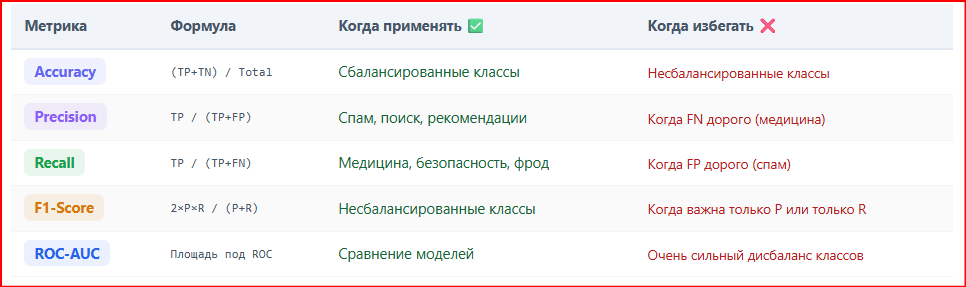 Метрика Формула Когда применять ✅ Когда избегать ❌
Accuracy (TP+TN) / Total Сбалансированные классы Несбалансированные классы
Precision TP / (TP+FP) Спам, поиск, рекомендации Когда FN дорого (медицина)
Recall TP / (TP+FN) Медицина, безопасность, фрод Когда FP дорого (спам)
F1-Score 2×P×R / (P+R) Несбалансированные классы Когда важна только P или только R
ROC-AUC Площадь под ROC Сравнение моделей Очень сильный дисбаланс классов